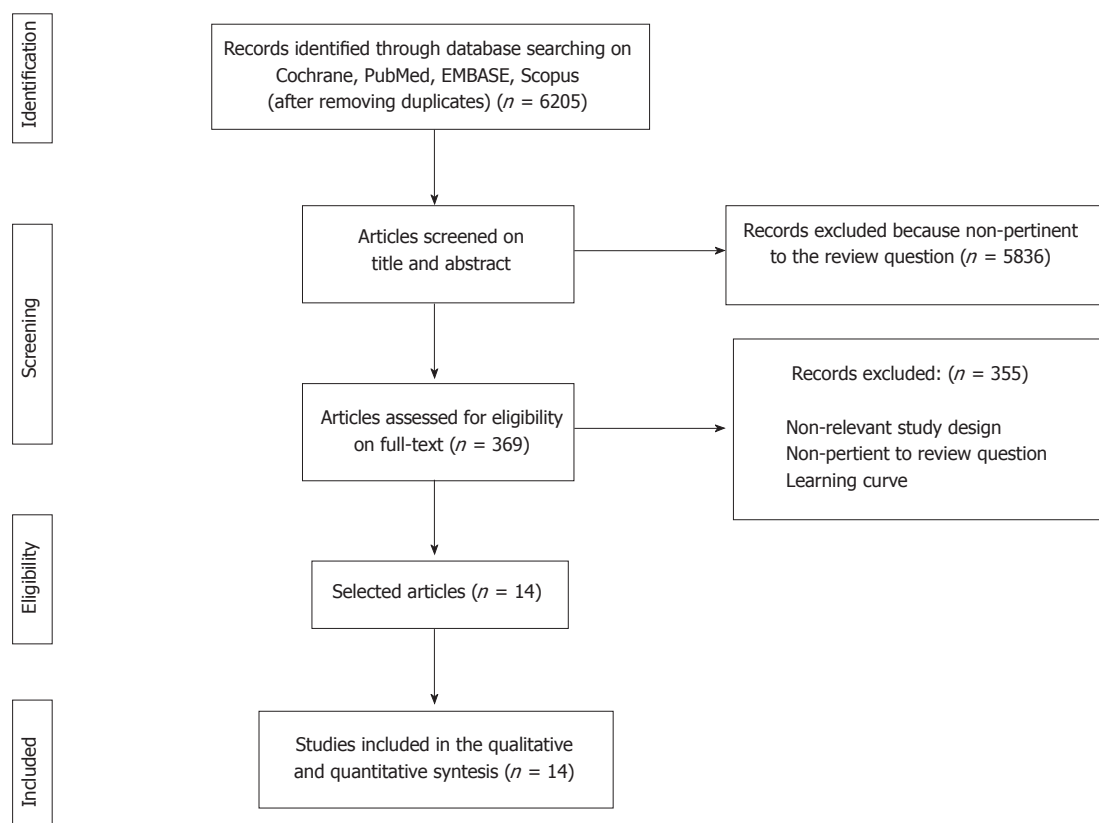 Identification
Records identified through database searching on
Cochrane, PubMed, EMBASE, Scopus
(after removing duplicates) (n = 6205)
Screening
Articles screened on
title and abstract
Records excluded because non-pertinent
to the review question (n = 5836)
Articles assessed for eligibility
on full-text (n = 369)
Records excluded: (n = 355)
Non-relevant study design
Non-pertient to review question
Learning curve
Eligibility
Selected articles (n = 14)
Included
Studies included in the qualitative
and quantitative syntesis (n = 14)